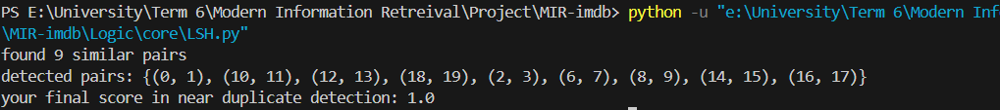 PS E:\University\Term 6\Modern Information Retreival\Project\MIR-imdb> python -u "e:\University\Term 6\Modern Inf
\MIR-imdb\Logic\core\LSH.py"
found 9 similar pairs
detected pairs: {(0, 1), (10, 11), (12, 13), (18, 19), (2, 3), (6, 7), (8, 9), (14, 15), (16, 17)}
your final score in near duplicate detection: 1.0